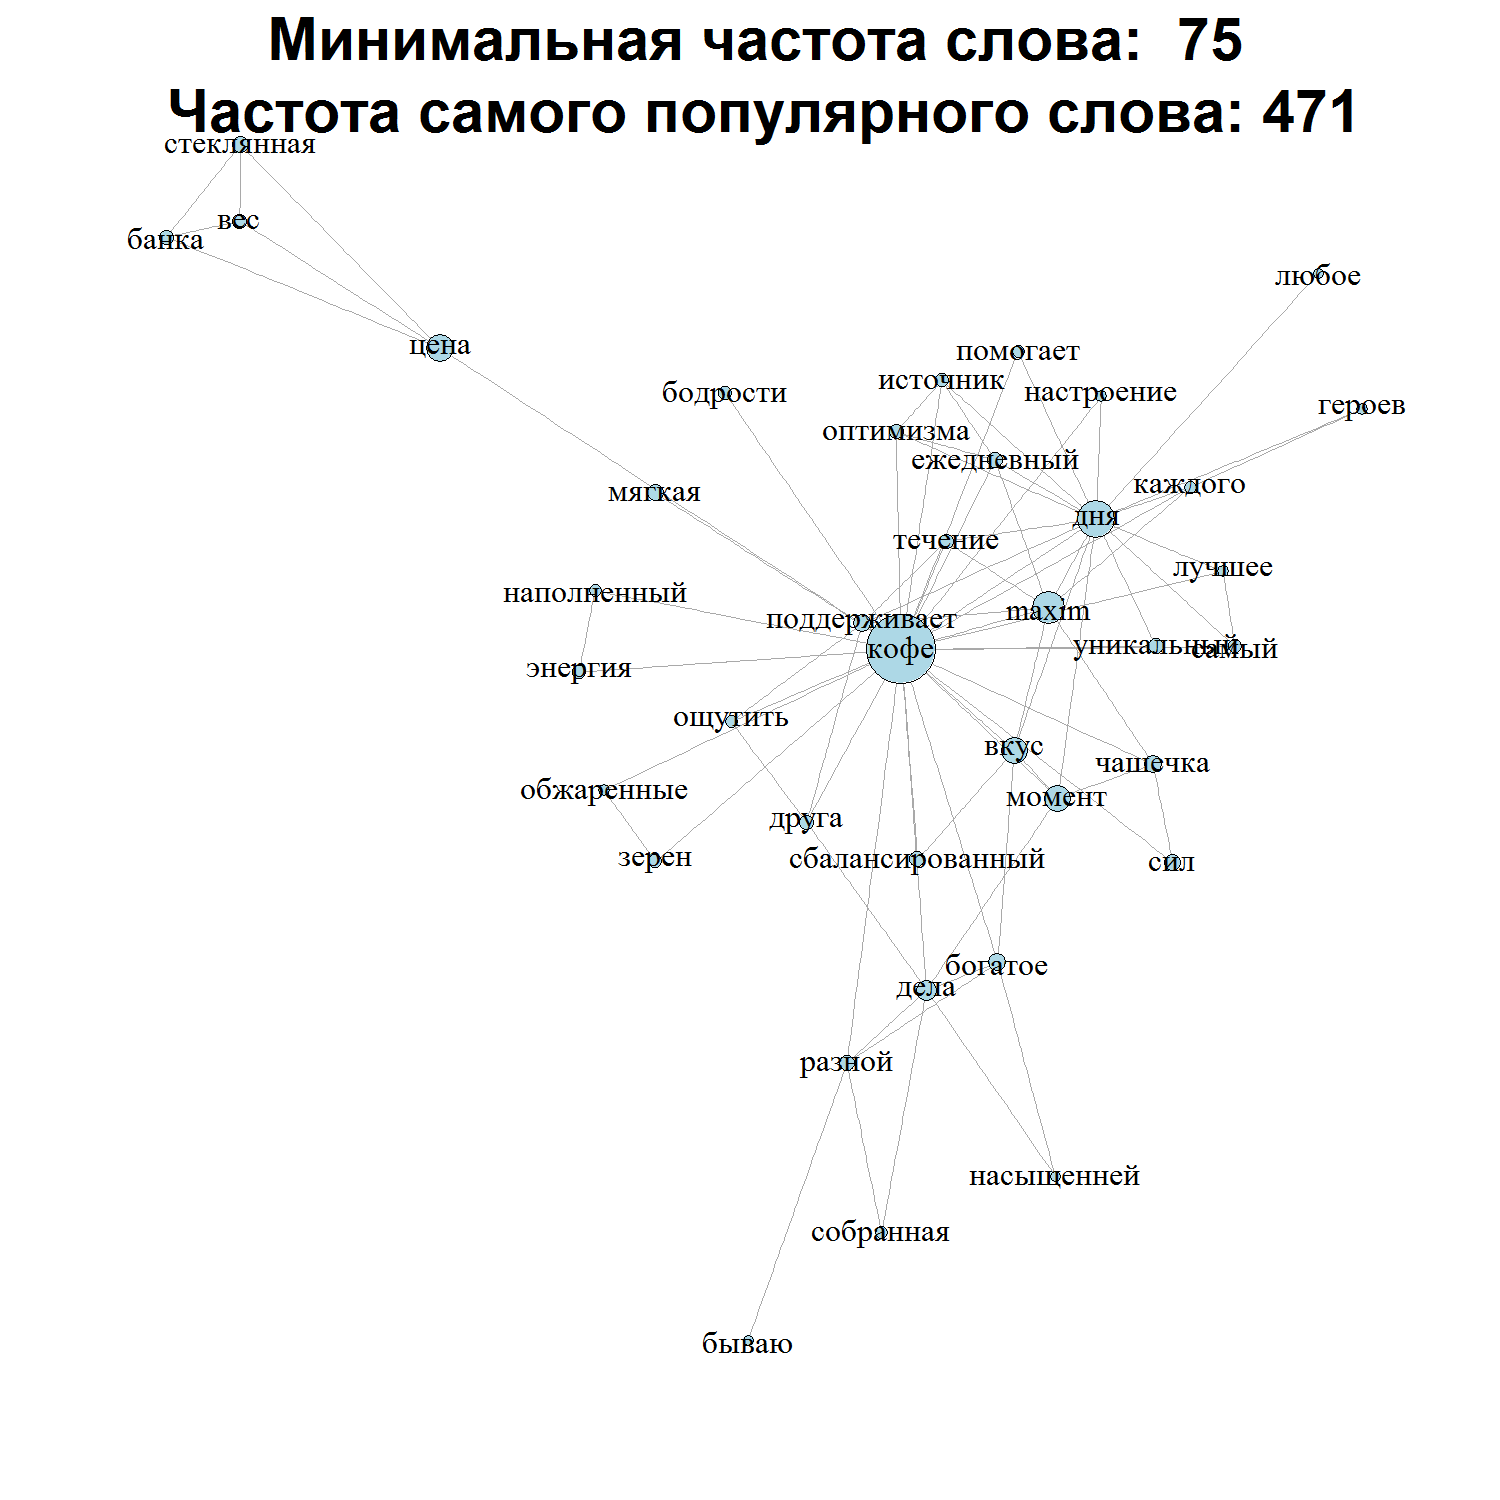 Минимальная частота слова:  75
Частота самого популярного слова: 471
стеклянная
вес
банка
любое
цена
помогает
источник
настроение
бодрости
героев
оптимизма
ежедневный
каждого
мягкая
дня
течение
лучшее
наполненный
maxim
поддерживает
кофе
уникальный
самый
энергия
ощутить
вкус
чашечка
обжаренные
момент
друга
зерен
сбалансированный
сил
богатое
дела
разной
насыщенней
собранная
бываю